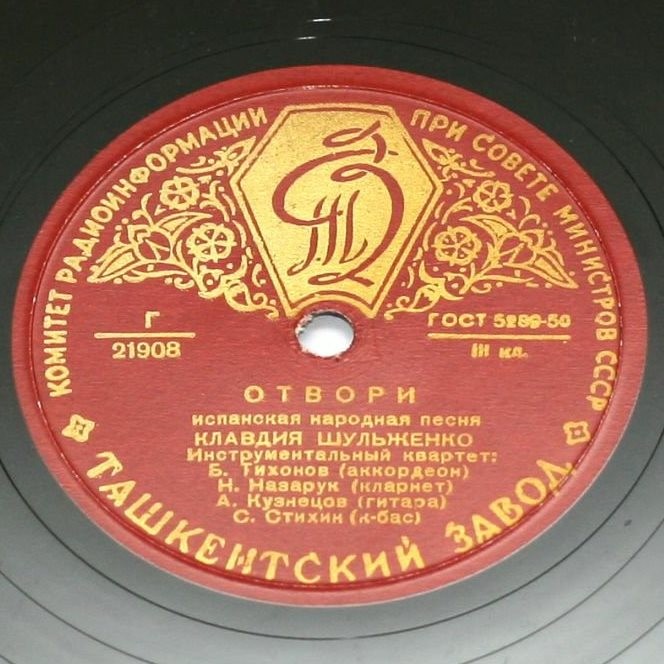 КОМИТЕТ РАДИОИНФОРМАЦИИ ПРИ СОВЕТЕ МИНИСТРОВ СССР
Г
21908
ГОСТ 5289-50
III кл.
ОТВОРИ
испанская народная песня
КЛАВДИЯ ШУЛЬЖЕНКО
Инструментальный квартет:
Б. Тихонов (аккордеон)
Н. Назарук (кларнет)
А. Кузнецов (гитара)
С. Стихин (к-бас)
ТАШКЕНТСКИЙ ЗАВОД